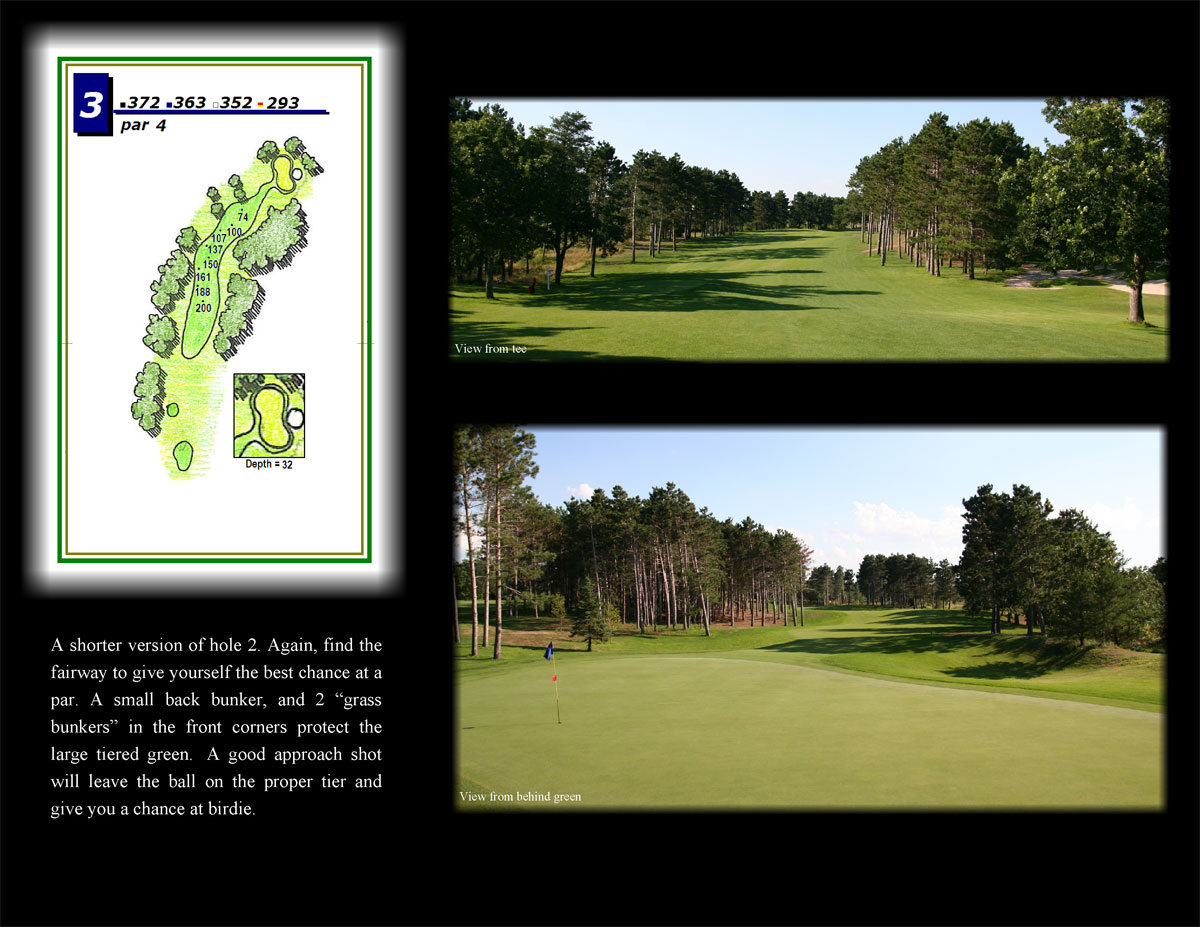 3
372 363 352 293
par 4
74
100
107
137
150
161
188
200
Depth = 32
A shorter version of hole 2. Again, find the
fairway to give yourself the best chance at a
par. A small back bunker, and 2 “grass
bunkers” in the front corners protect the
large tiered green. A good approach shot
will leave the ball on the proper tier and
give you a chance at birdie.
View from tee
View from behind green